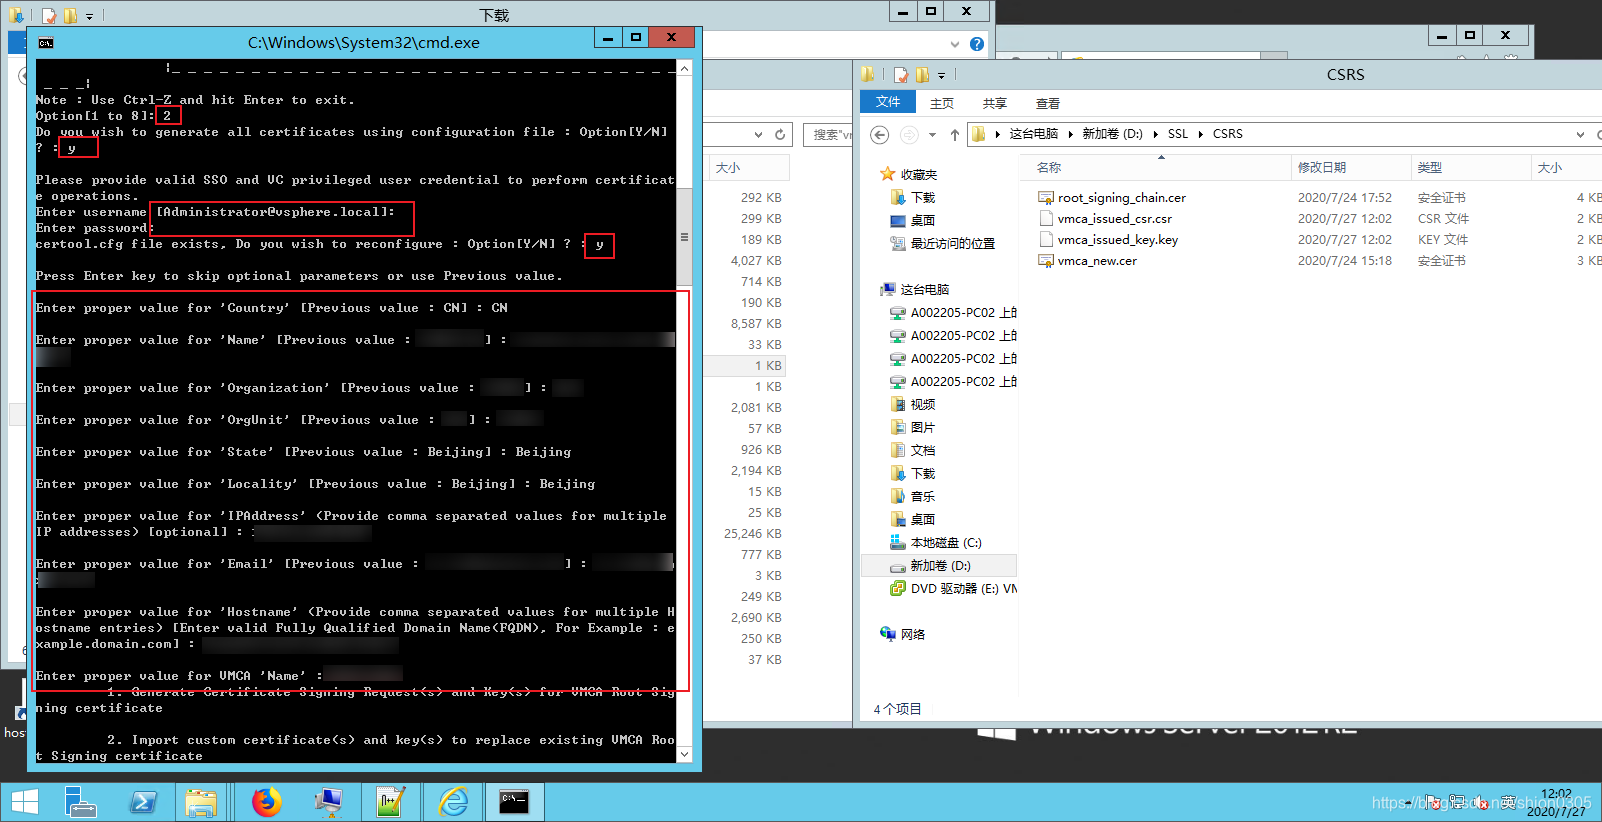 下载
C:\Windows\System32\cmd.exe
Note : Use Ctrl-Z and hit Enter to exit.
Option[1 to 8]: 2
Do you wish to generate all certificates using configuration file : Option[Y/N]
? : y
Please provide valid SSO and VC privileged user credential to perform certificat
e operations.
Enter username [Administrator@vsphere.local]:
Enter password:
certool.cfg file exists, Do you wish to reconfigure : Option[Y/N] ? : y
Press Enter key to skip optional parameters or use Previous value.
Enter proper value for 'Country' [Previous value : CN] : CN
Enter proper value for 'Name' [Previous value : ] :
Enter proper value for 'Organization' [Previous value : ] :
Enter proper value for 'OrgUnit' [Previous value : ] :
Enter proper value for 'State' [Previous value : Beijing] : Beijing
Enter proper value for 'Locality' [Previous value : Beijing] : Beijing
Enter proper value for 'IPAddress' (Provide comma separated values for multiple
IP addresses) [optional] :
Enter proper value for 'Email' [Previous value : ] :
Enter proper value for 'Hostname' (Provide comma separated values for multiple H
ostname entries) [Enter valid Fully Qualified Domain Name(FQDN), For Example : e
xample.domain.com] :
Enter proper value for VMCA 'Name' :
1. Generate Certificate Signing Request(s) and Key(s) for VMCA Root Sig
ning certificate
2. Import custom certificate(s) and key(s) to replace existing VMCA Roo
t Signing certificate
搜索"vm
大小
292 KB
299 KB
189 KB
4,027 KB
714 KB
190 KB
8,587 KB
33 KB
1 KB
1 KB
2,081 KB
57 KB
926 KB
2,194 KB
15 KB
25 KB
25,246 KB
777 KB
3 KB
249 KB
2,690 KB
250 KB
37 KB
CSRS
文件 主页 共享 查看
这台电脑 新加卷 (D:) SSL CSRS
收藏夹
下载
桌面
最近访问的位置
这台电脑
A002205-PC02 上的
A002205-PC02 上的
A002205-PC02 上的
A002205-PC02 上的
视频
图片
文档
下载
音乐
桌面
本地磁盘 (C:)
新加卷 (D:)
DVD 驱动器 (E:) VM
网络
名称 修改日期 类型 大小
root_signing_chain.cer 2020/7/24 17:52 安全证书 4 KB
vmca_issued_csr.csr 2020/7/27 12:02 CSR 文件 2 KB
vmca_issued_key.key 2020/7/27 12:02 KEY 文件 2 KB
vmca_new.cer 2020/7/24 15:18 安全证书 3 KB
4 个项目
Windows Server 2012 R2
host
英
12:02
2020/7/27
https://blog.csdn.net/shion0305